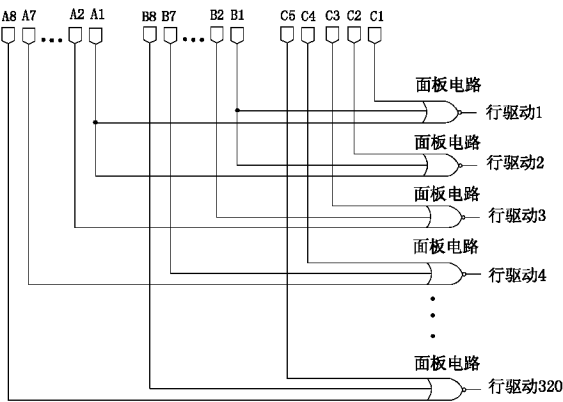 A8 A7 A2 A1 B8 B7 B2 B1 C5 C4 C3 C2 C1
面板电路
行驱动1
面板电路
行驱动2
面板电路
行驱动3
面板电路
行驱动4
面板电路
行驱动320